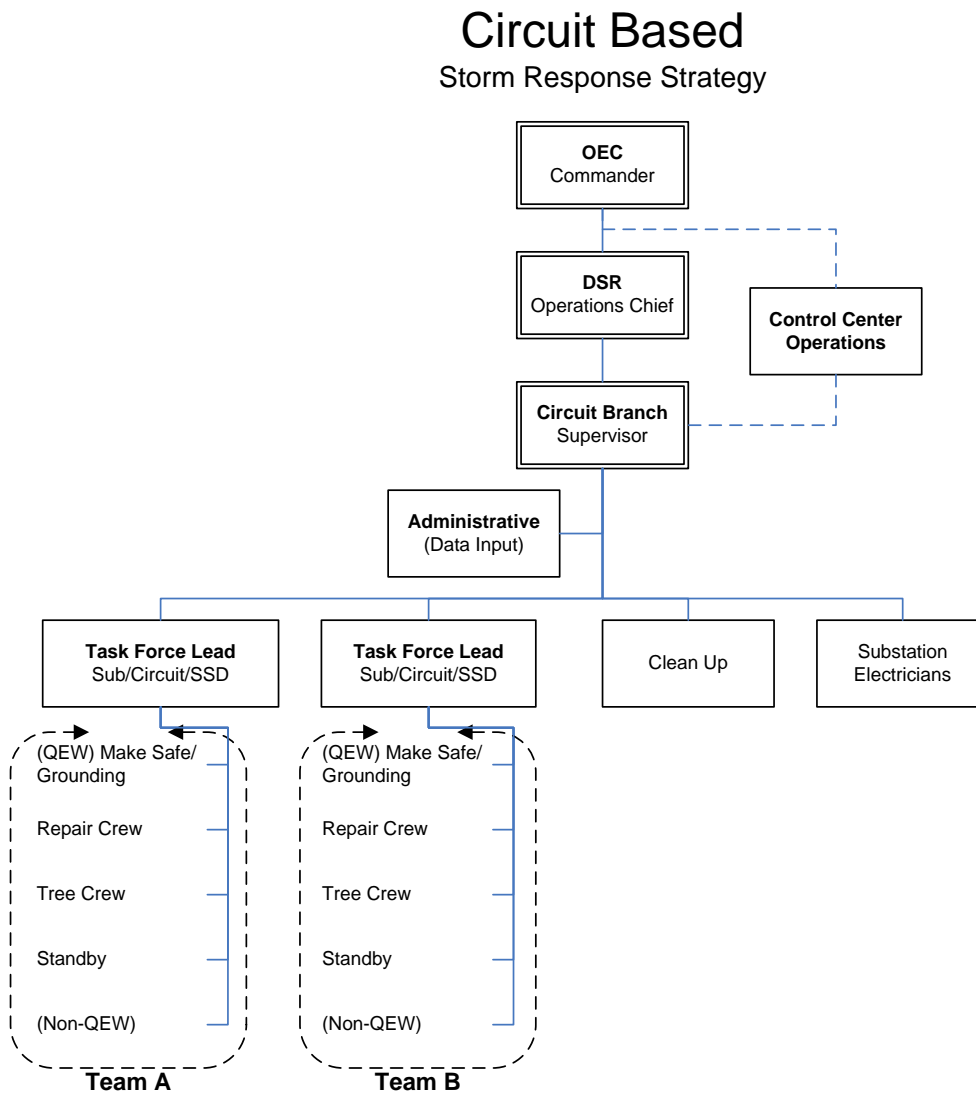 Circuit Based
Storm Response Strategy
OEC
Commander
DSR
Operations Chief
Control Center
Operations
Circuit Branch
Supervisor
Administrative
(Data Input)
Task Force Lead
Sub/Circuit/SSD
Task Force Lead
Sub/Circuit/SSD
Clean Up
Substation
Electricians
(QEW) Make Safe/
Grounding
Repair Crew
Tree Crew
Standby
(Non-QEW)
Team A
(QEW) Make Safe/
Grounding
Repair Crew
Tree Crew
Standby
(Non-QEW)
Team B